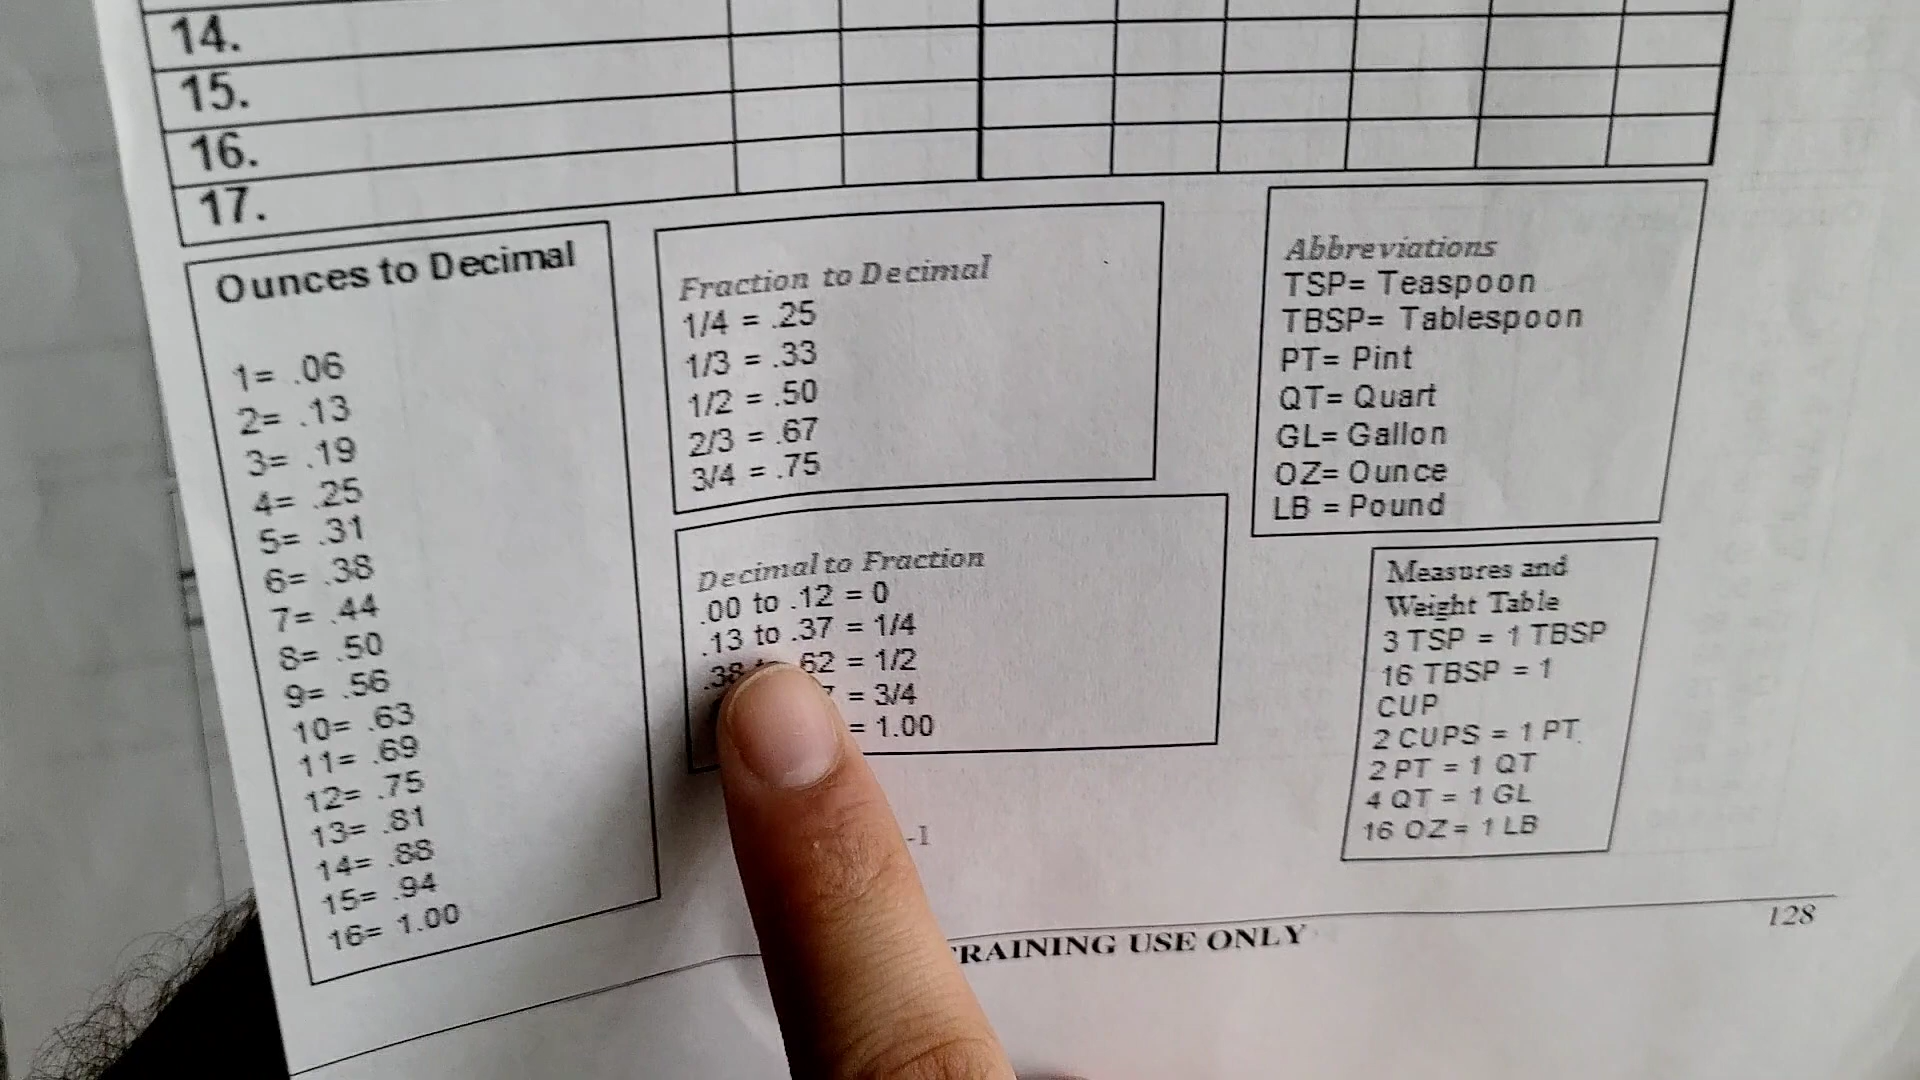 14.
15.
16.
17.
Ounces to Decimal
1= .06
2= .13
3= .19
4= .25
5= .31
6= .38
7= .44
8= .50
9= .56
10= .63
11= .69
12= .75
13= .81
14= .88
15= .94
16= 1.00
Fraction to Decimal
1/4 = .25
1/3 = .33
1/2 = .50
2/3 = .67
3/4 = .75
Decimal to Fraction
.00 to .12 = 0
.13 to .37 = 1/4
.38 .62 = 1/2
= 3/4
= 1.00
Abbreviations
TSP= Teaspoon
TBSP= Tablespoon
PT= Pint
QT= Quart
GL= Gallon
OZ= Ounce
LB = Pound
Measures and
Weight Table
3 TSP = 1 TBSP
16 TBSP = 1
CUP
2 CUPS = 1 PT
2 PT = 1 QT
4 QT = 1 GL
16 OZ = 1 LB
-1
USE ONLY
128